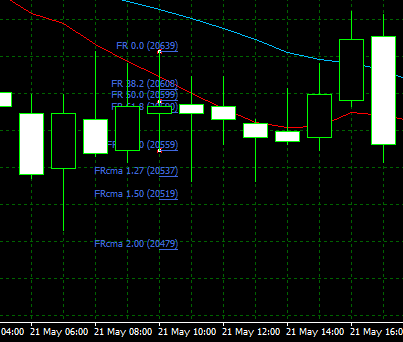 FR 0.0 (20639)
FR 38.2 (20608)
FR 50.0 (20599)
(20559)
FRcma 1.27 (20537)
FRcma 1.50 (20519)
FRcma 2.00 (20479)
04:00 21 May 06:00 21 May 08:00 21 May 10:00 21 May 12:00 21 May 14:00 21 May 16:0